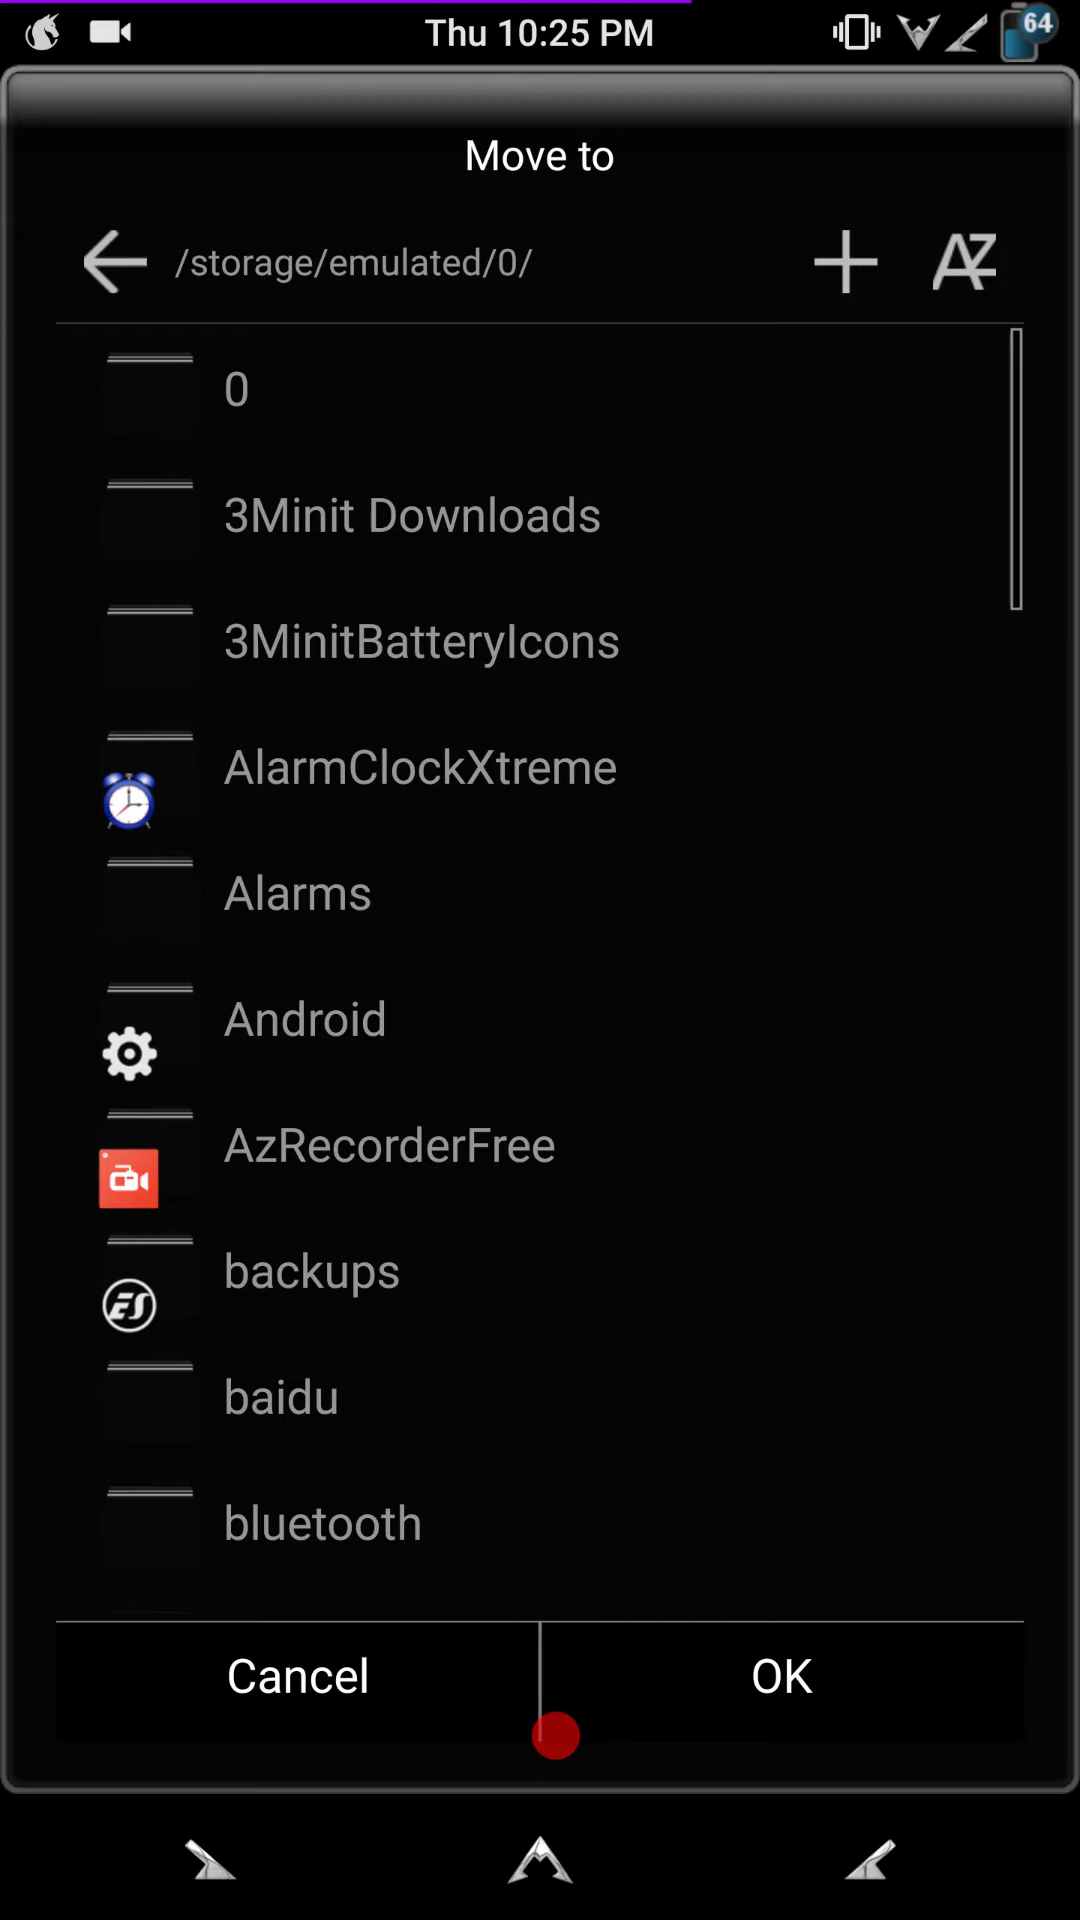 Thu 10:25 PM
64
Move to
/storage/emulated/0/
AZ
0
3Minit Downloads
3MinitBatteryIcons
AlarmClockXtreme
Alarms
Android
AzRecorderFree
backups
ES
baidu
bluetooth
Cancel
OK